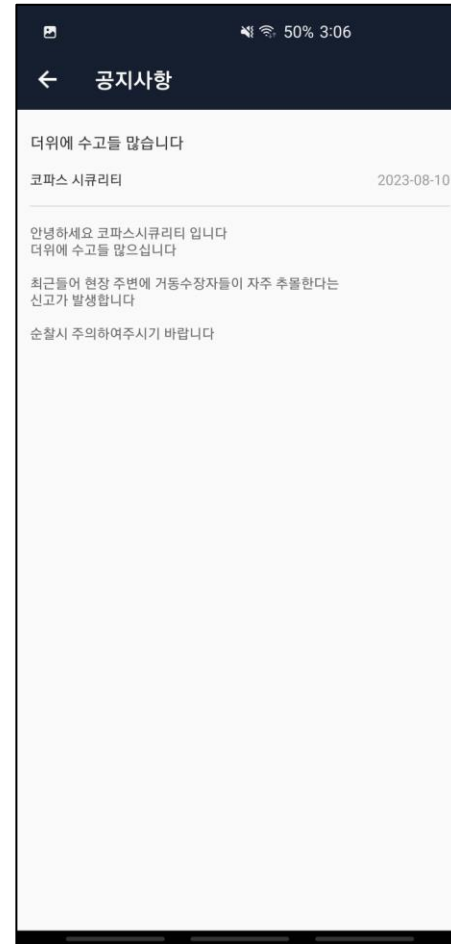 50% 3:06
공지사항
더위에 수고들 많습니다
코파스 시큐리티 2023-08-10
안녕하세요 코파스시큐리티 입니다
더위에 수고들 많으십니다
최근들어 현장 주변에 거동수장자들이 자주 추몰한다는
신고가 발생합니다
순찰시 주의하여주시기 바랍니다